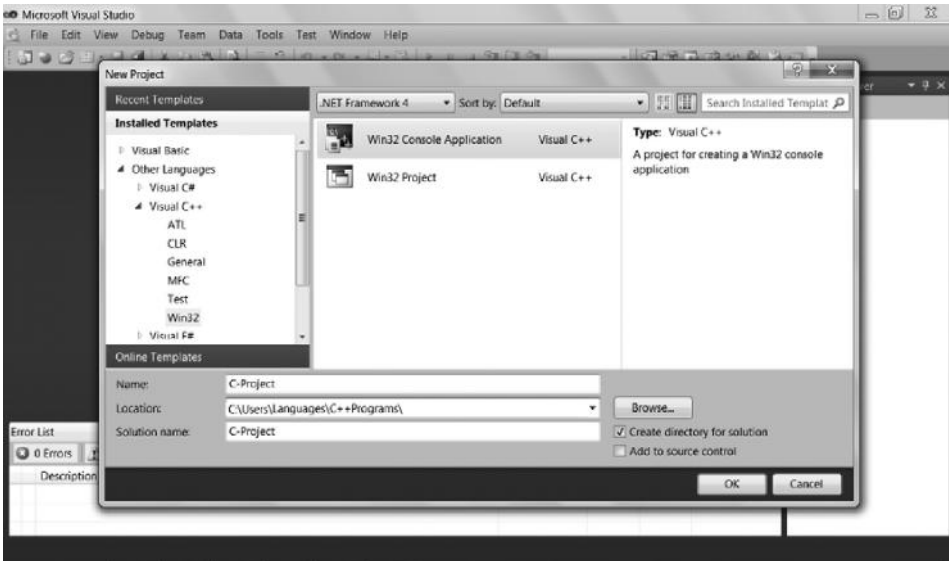 Microsoft Visual Studio
File Edit View Debug Team Data Tools Test Window Help
New Project
Recent Templates
.NET Framework 4 Sort by: Default Search Installed Templat
Installed Templates
Visual Basic
Other Languages
Visual C#
Visual C++
ATL
CLR
General
MFC
Test
Win32
Visual F#
Online Templates
Win32 Console Application Visual C++
Win32 Project Visual C++
Type: Visual C++
A project for creating a Win32 console
application
Name: C-Project
Location: C:\Users\Languages\C++Programs\ Browse...
Solution name: C-Project
Create directory for solution
Add to source control
OK Cancel
Error List
0 Errors
Description